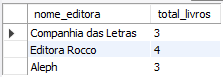 nome_editora total_livros
Companhia das Letras 3
Editora Rocco 4
Aleph 3